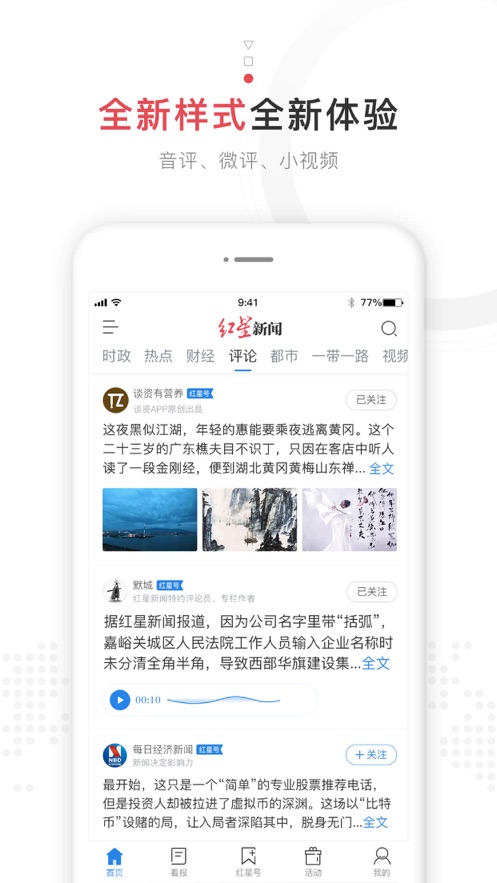 全新样式全新体验
音评、微评、小视频
9:41
77%
红星新闻
时政 热点 财经 评论 都市 一带一路 视频
TZ
谈资有营养 红星号
谈资APP原创出品
已关注
这夜黑似江湖，年轻的惠能要乘夜逃离黄冈。这个
二十三岁的广东樵夫目不识丁，只因在客店中听人
读了一段金刚经，便到湖北黄冈黄梅山东禅... 全文
默城 红星号
红星新闻特约评论员、专栏作者
已关注
据红星新闻报道，因为公司名字里带“括弧”，
嘉峪关城区人民法院工作人员输入企业名称时
未分清全角半角，导致西部华旗建设集...全文
00:10
NBD
每日经济新闻 红星号
新闻决定影响力
+关注
最开始，这只是一个“简单”的专业股票推荐电话，
但是投资人却被拉进了虚拟币的深渊。这场以“比特
币”设赌的局，让入局者深陷其中，脱身无门...全文
首页 看报 红星号 活动 我的